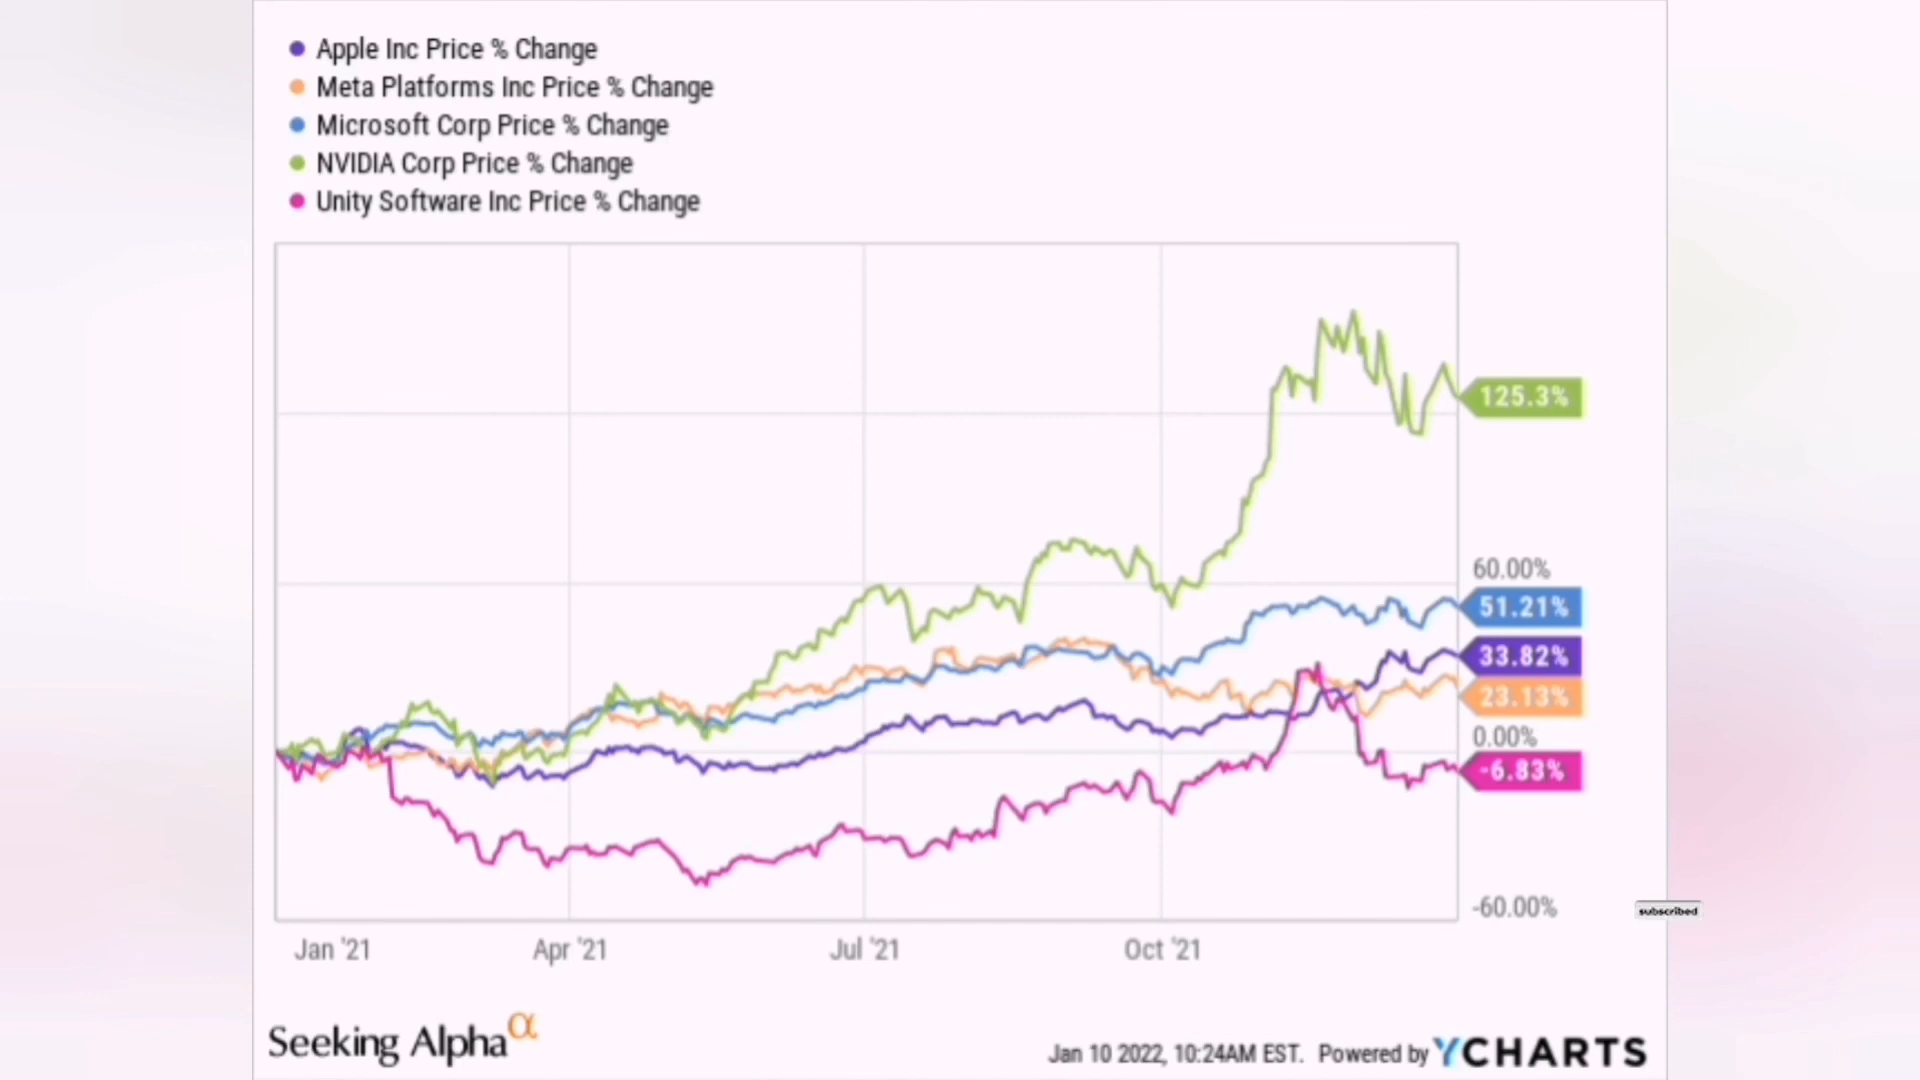 Apple Inc Price % Change
Meta Platforms Inc Price % Change
Microsoft Corp Price % Change
NVIDIA Corp Price % Change
Unity Software Inc Price % Change
125.3%
60.00%
51.21%
33.82%
23.13%
0.00%
-6.83%
-60.00%
subscribed
Jan '21 Apr '21 Jul '21 Oct '21
Seeking Alpha α
Jan 10 2022, 10:24AM EST. Powered by YCHARTS